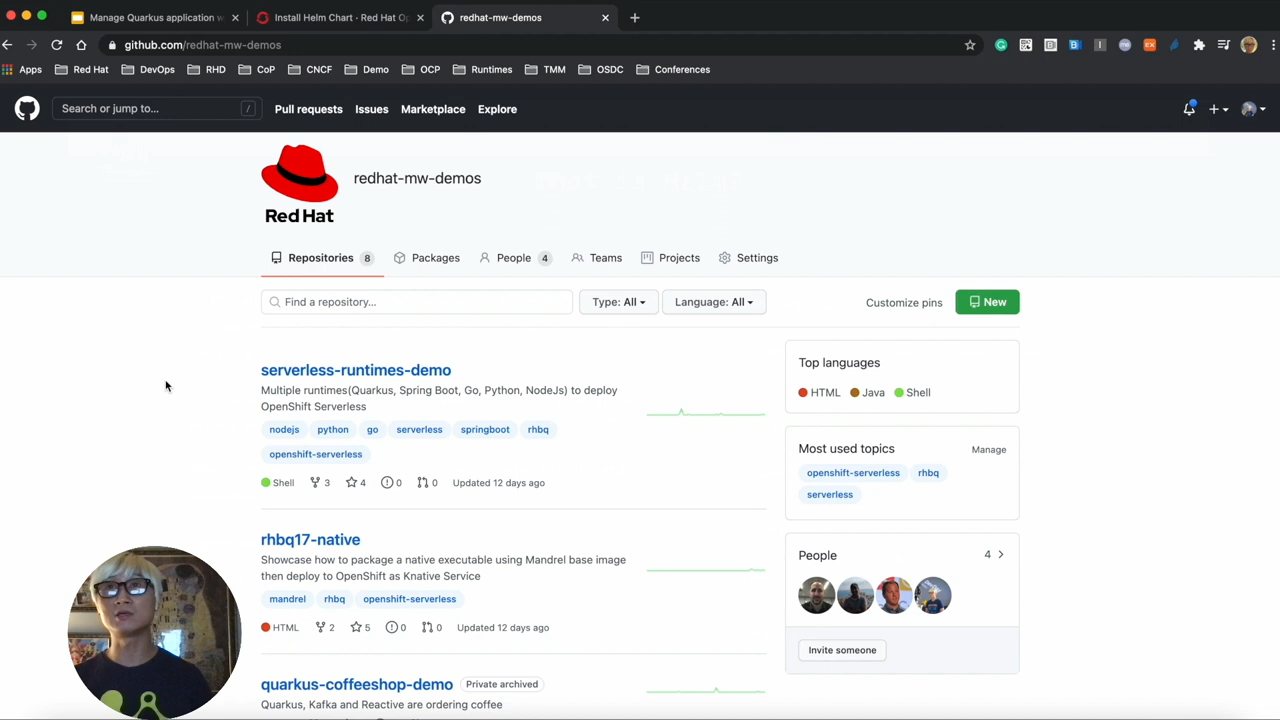 Manage Quarkus application w
Install Helm Chart · Red Hat Op
redhat-mw-demos
github.com/redhat-mw-demos
Apps
Red Hat
DevOps
RHD
CoP
CNCF
Demo
OCP
Runtimes
TMM
OSDC
Conferences
Search or jump to...
/
Pull requests
Issues
Marketplace
Explore
Red Hat
redhat-mw-demos
Repositories 8
Packages
People 4
Teams
Projects
Settings
Find a repository...
Type: All
Language: All
Customize pins
New
serverless-runtimes-demo
Multiple runtimes(Quarkus, Spring Boot, Go, Python, NodeJs) to deploy
OpenShift Serverless
nodejs python go serverless springboot rhbq
openshift-serverless
Shell 3 4 0 0 Updated 12 days ago
rhbq17-native
Showcase how to package a native executable using Mandrel base image
then deploy to OpenShift as Knative Service
mandrel rhbq openshift-serverless
HTML 2 5 0 0 Updated 12 days ago
quarkus-coffeeshop-demo Private archived
Quarkus, Kafka and Reactive are ordering coffee
Top languages
HTML Java Shell
Most used topics Manage
openshift-serverless rhbq
serverless
People 4
Invite someone